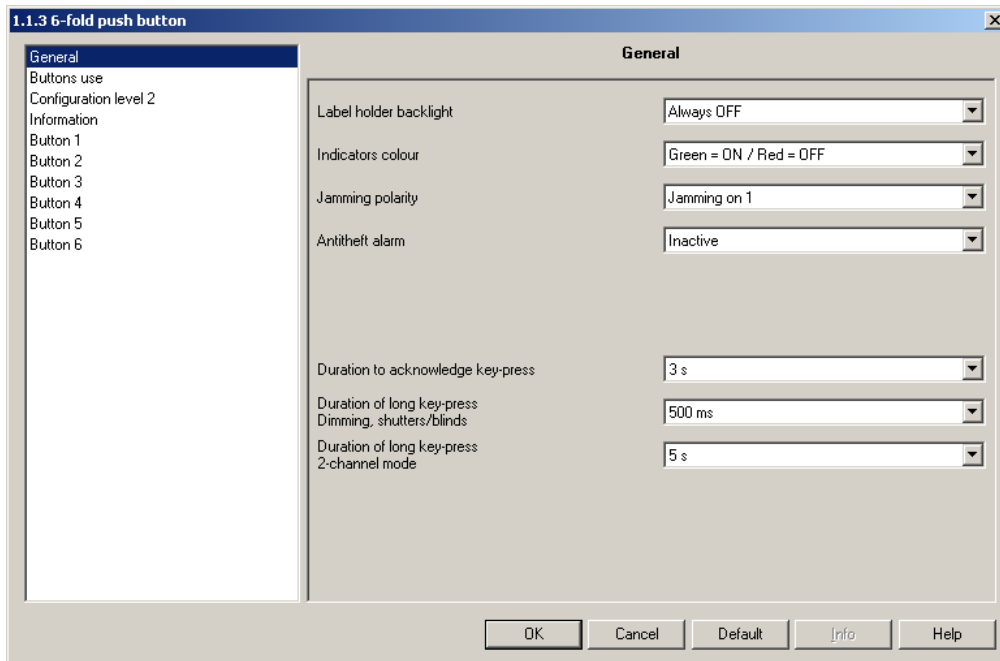 1.1.3 6-fold push button
General
Buttons use
Configuration level 2
Information
Button 1
Button 2
Button 3
Button 4
Button 5
Button 6
General
Label holder backlight Always OFF
Indicators colour Green = ON / Red = OFF
Jamming polarity Jamming on 1
Antitheft alarm Inactive
Duration to acknowledge key-press 3 s
Duration of long key-press
Dimming, shutters/blinds 500 ms
Duration of long key-press
2-channel mode 5 s
OK Cancel Default Info Help